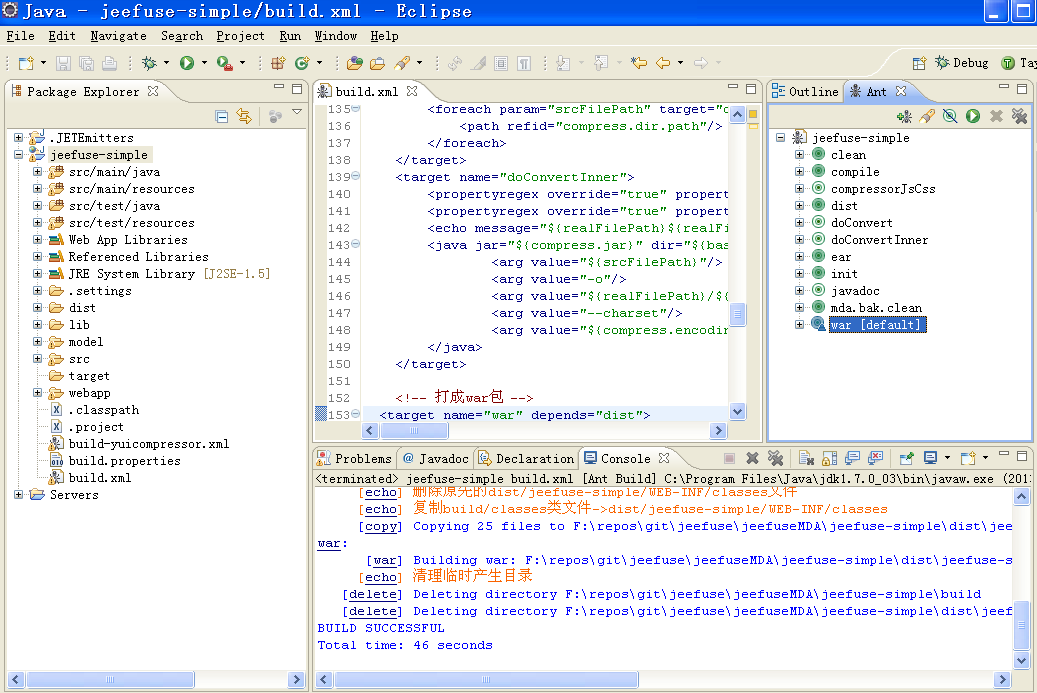 Java - jeefuse-simple/build.xml - Eclipse
File Edit Navigate Search Project Run Window Help
Debug
Package Explorer
.JETEmitters
jeefuse-simple
src/main/java
src/main/resources
src/test/java
src/test/resources
Web App Libraries
Referenced Libraries
JRE System Library [J2SE-1.5]
.settings
dist
lib
model
src
target
webapp
.classpath
.project
build-yuicompressor.xml
build.properties
build.xml
Servers
build.xml
135 <foreach param="srcFilePath" target="
136 <path refid="compress.dir.path"/>
137 </foreach>
138 </target>
139 <target name="doConvertInner">
140 <propertyregex override="true" propert
141 <propertyregex override="true" propert
142 <echo message="${realFilePath}${realFi
143 <java jar="${compress.jar}" dir="${bas
144 <arg value="${srcFilePath}"/>
145 <arg value="-o"/>
146 <arg value="${realFilePath}/${
147 <arg value="--charset"/>
148 <arg value="${compress.encodin
149 </java>
150 </target>
151
152 <!-- 打成war包 -->
153 <target name="war" depends="dist">
Outline Ant
jeefuse-simple
clean
compile
compressorJsCss
dist
doConvert
doConvertInner
ear
init
javadoc
mda.bak.clean
war [default]
Problems @ Javadoc Declaration Console
<terminated> jeefuse-simple build.xml [Ant Build] C:\Program Files\Java\jdk1.7.0_03\bin\javaw.exe (201
[echo] 删除原先的dist/jeefuse-simple/WEB-INF/classes文件
[echo] 复制build/classes类文件->dist/jeefuse-simple/WEB-INF/classes
[copy] Copying 25 files to F:\repos\git\jeefuse\jeefuseMDA\jeefuse-simple\dist\jee
war:
[war] Building war: F:\repos\git\jeefuse\jeefuseMDA\jeefuse-simple\dist\jeefuse-s
[echo] 清理临时产生目录
[delete] Deleting directory F:\repos\git\jeefuse\jeefuseMDA\jeefuse-simple\build
[delete] Deleting directory F:\repos\git\jeefuse\jeefuseMDA\jeefuse-simple\dist\jeef
BUILD SUCCESSFUL
Total time: 46 seconds